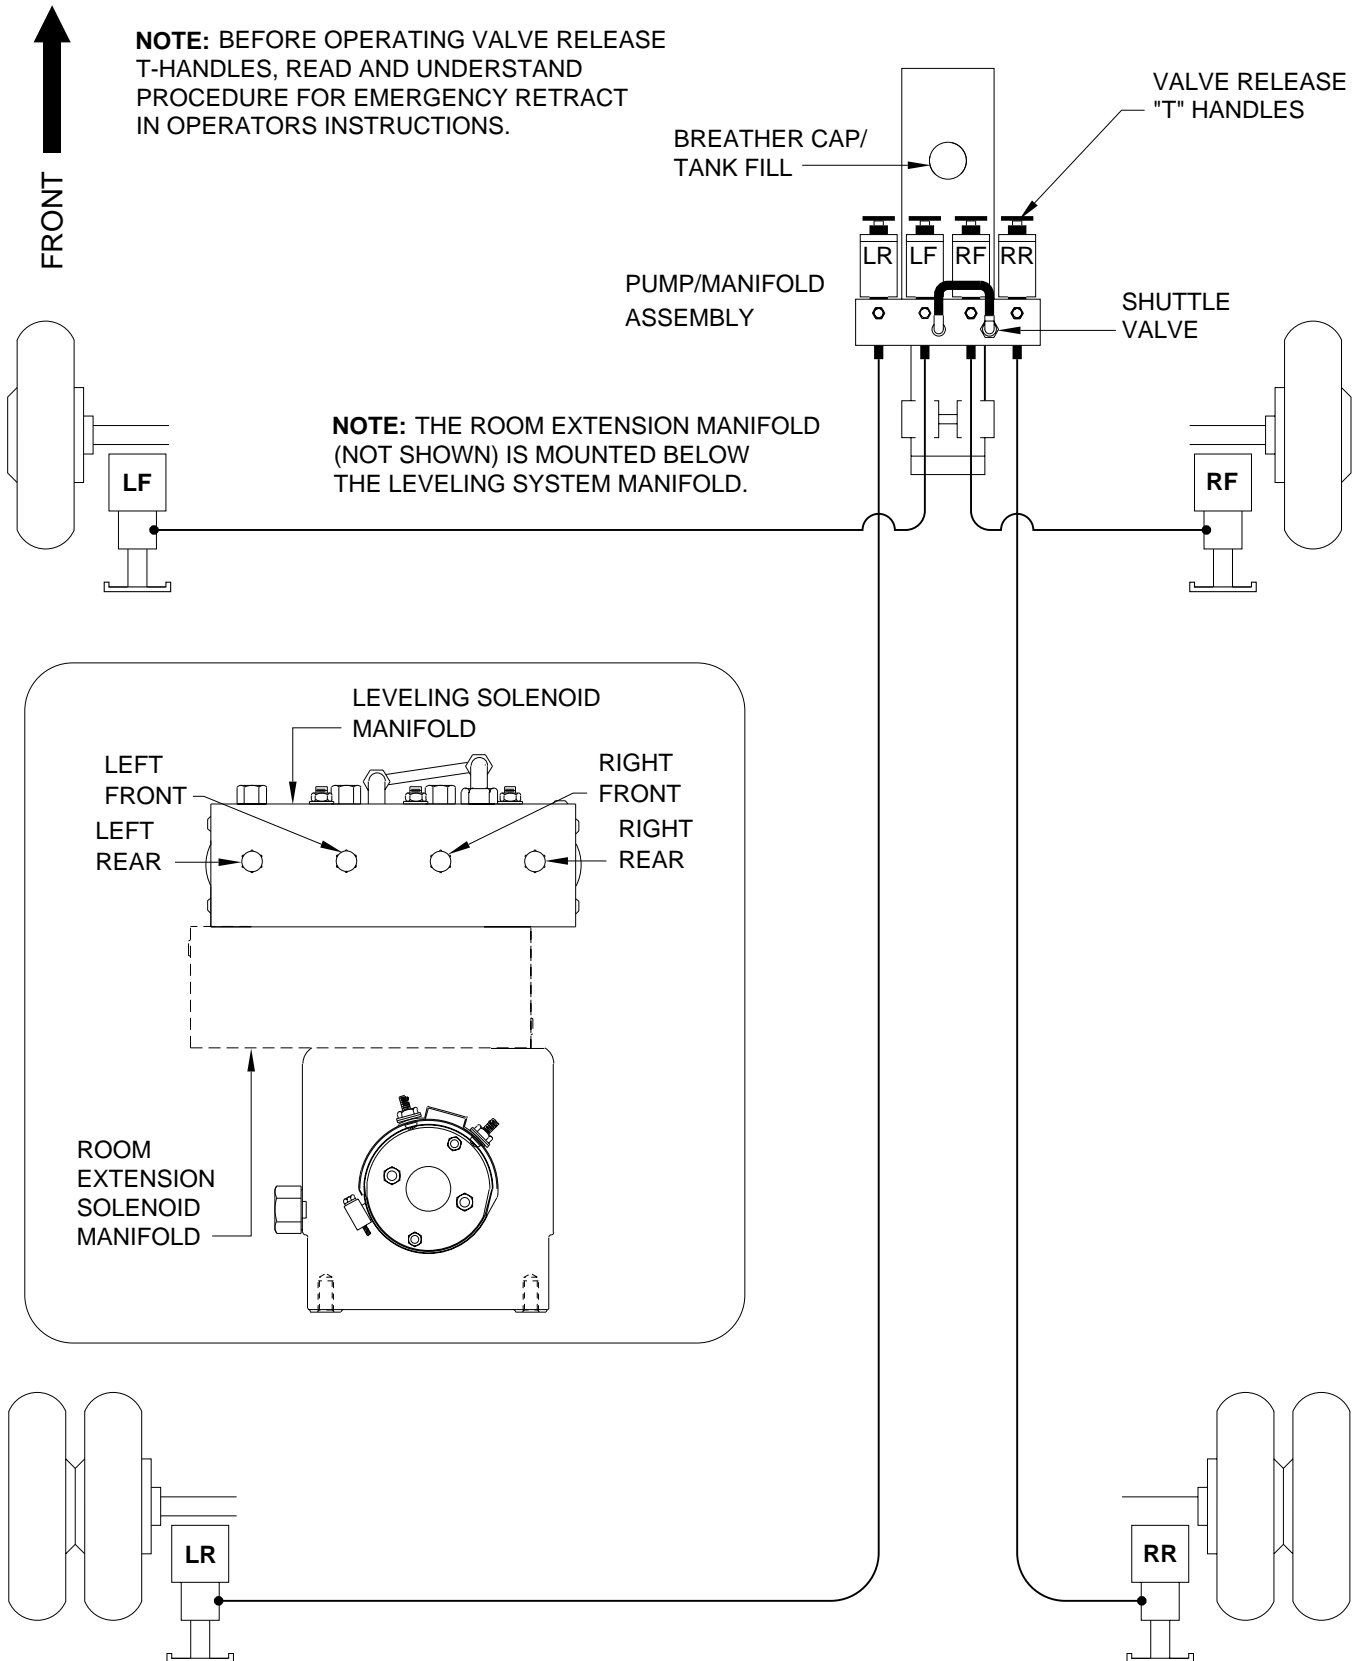 NOTE: BEFORE OPERATING VALVE RELEASE
T-HANDLES, READ AND UNDERSTAND
PROCEDURE FOR EMERGENCY RETRACT
IN OPERATORS INSTRUCTIONS.
FRONT
VALVE RELEASE
"T" HANDLES
BREATHER CAP/
TANK FILL
LR
LF
RF
RR
PUMP/MANIFOLD
ASSEMBLY
SHUTTLE
VALVE
NOTE: THE ROOM EXTENSION MANIFOLD
(NOT SHOWN) IS MOUNTED BELOW
THE LEVELING SYSTEM MANIFOLD.
LF
RF
LEVELING SOLENOID
MANIFOLD
LEFT
FRONT
RIGHT
FRONT
LEFT
REAR
RIGHT
REAR
ROOM
EXTENSION
SOLENOID
MANIFOLD
LR
RR